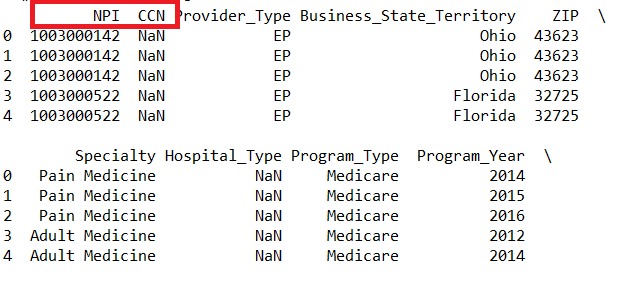 NPI CCN Provider_Type Business_State_Territory ZIP \
0 1003000142 NaN EP Ohio 43623
1 1003000142 NaN EP Ohio 43623
2 1003000142 NaN EP Ohio 43623
3 1003000522 NaN EP Florida 32725
4 1003000522 NaN EP Florida 32725
Specialty Hospital_Type Program_Type Program_Year \
0 Pain Medicine NaN Medicare 2014
1 Pain Medicine NaN Medicare 2015
2 Pain Medicine NaN Medicare 2016
3 Adult Medicine NaN Medicare 2012
4 Adult Medicine NaN Medicare 2014